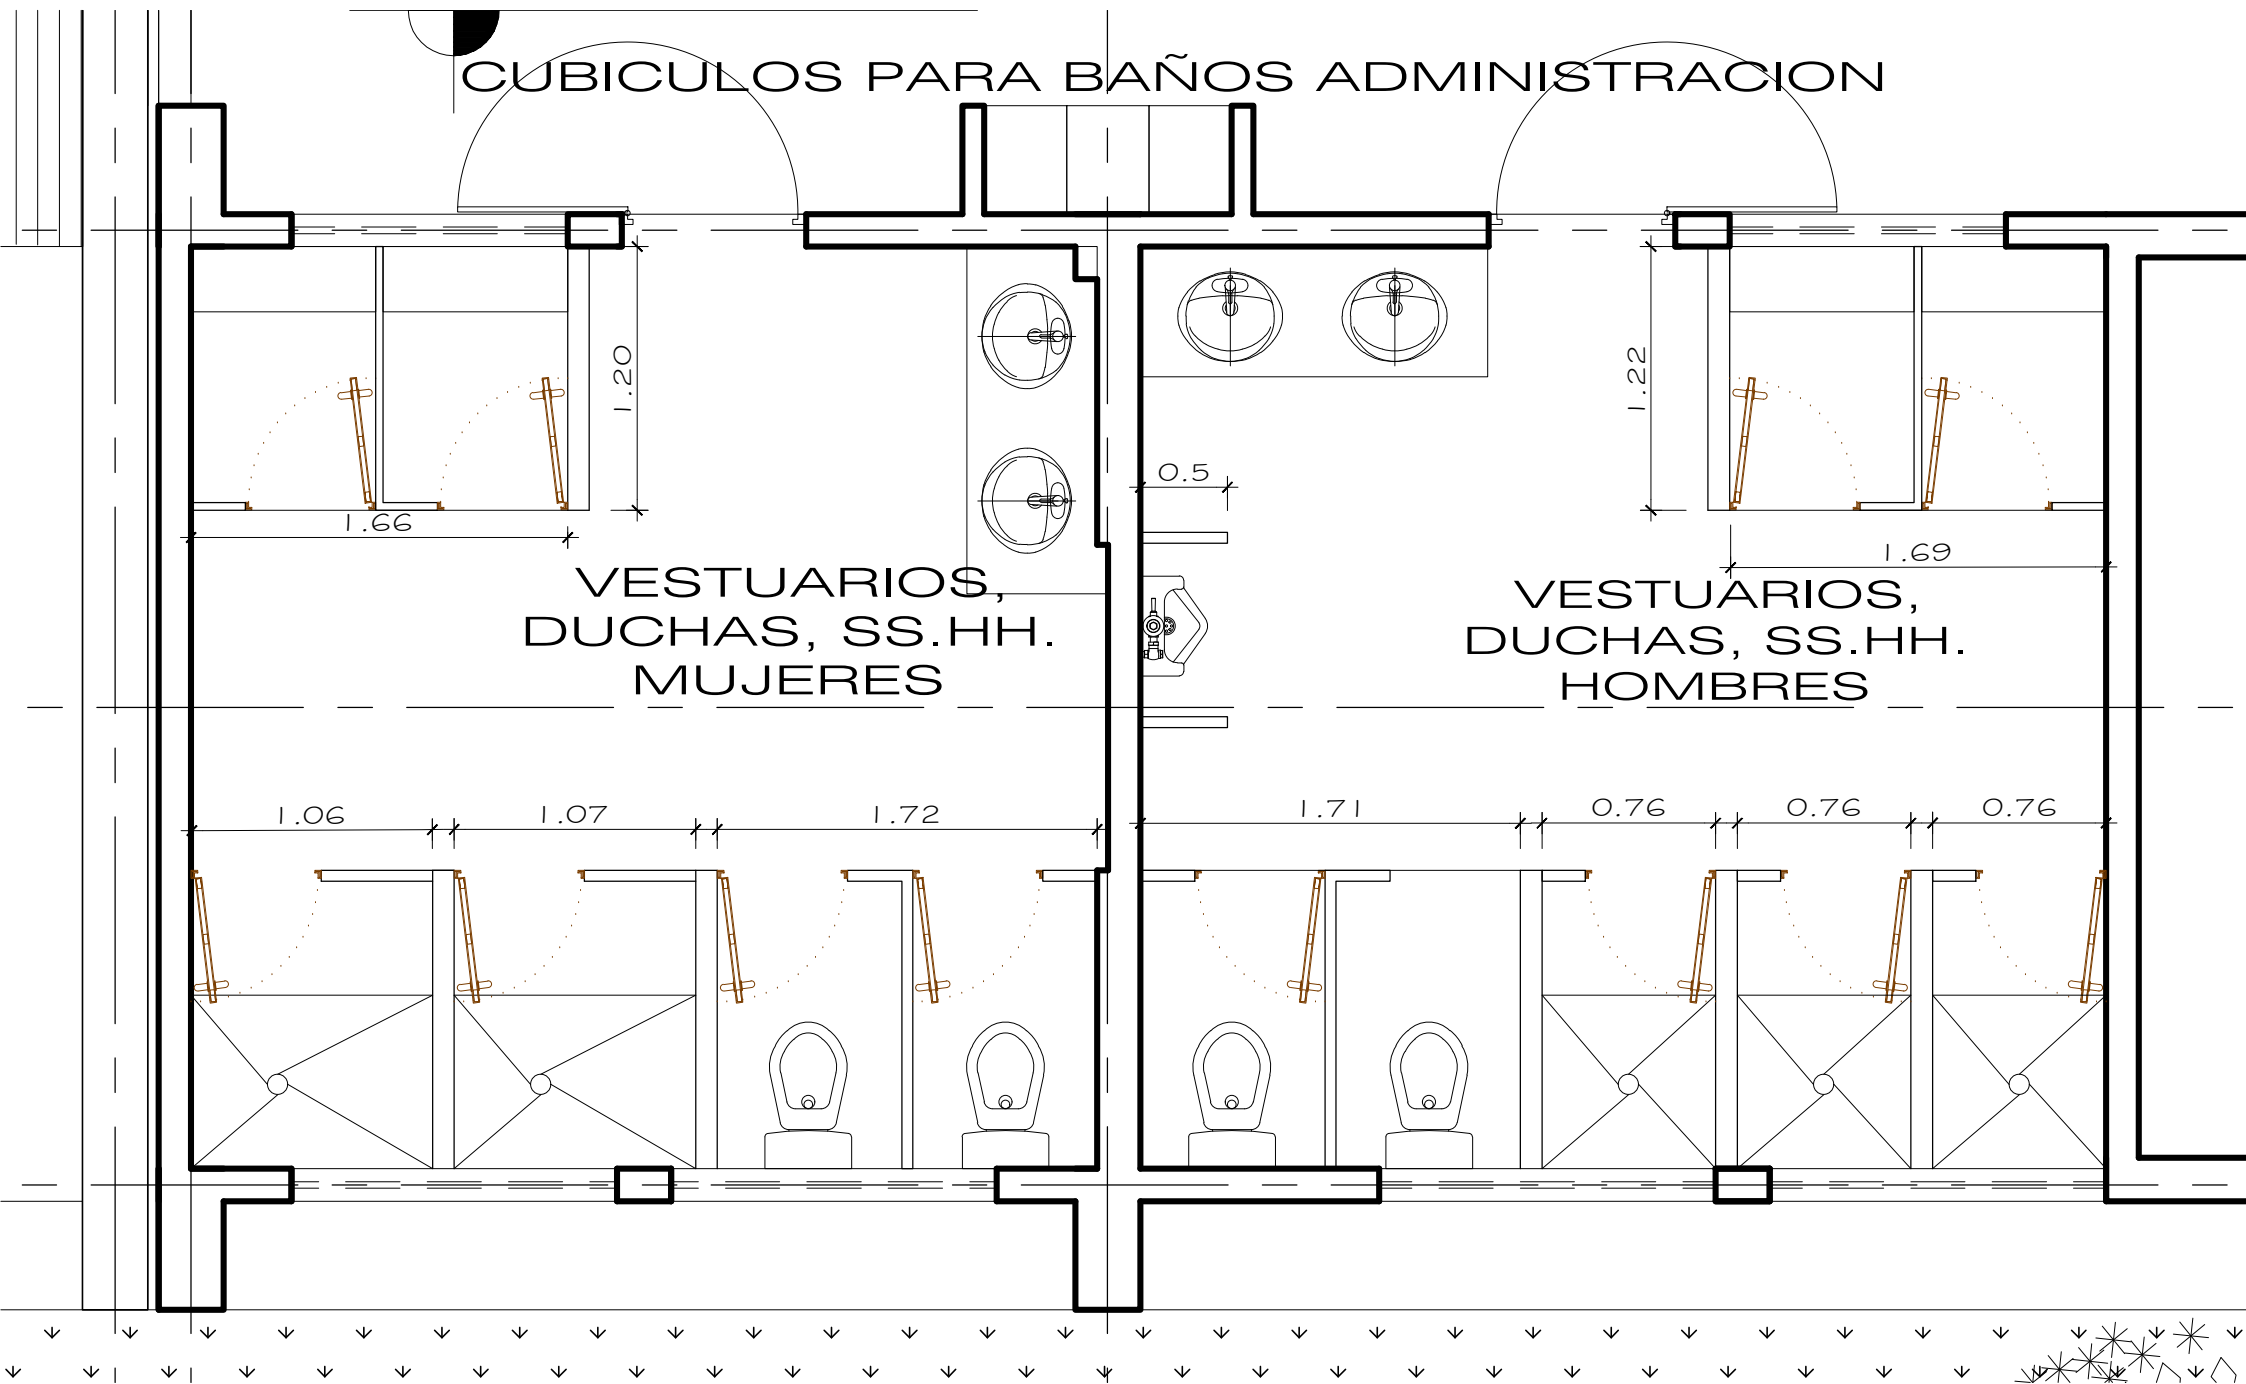 CUBICULOS PARA BAÑOS ADMINISTRACION
1.20
1.22
0.5
1.66
1.69
VESTUARIOS,
DUCHAS, SS.HH.
MUJERES
VESTUARIOS,
DUCHAS, SS.HH.
HOMBRES
1.06 1.07 1.72 1.71 0.76 0.76 0.76